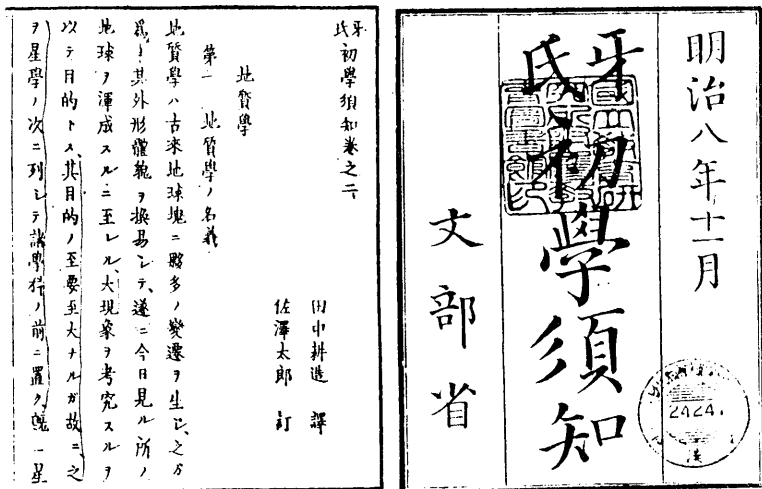 明治八年十一月
牙氏初學須知
文部省
2424
牙氏初學須知卷之二
田中耕造 譯
佐澤太郎 訂
地質學
第一 地質學ノ名義
地質學ハ古來地球塊ニ夥多ノ變遷ヲ生シ、之カ
爲ニ其外形體貌ヲ換易シテ、遂ニ今日見ル所ノ
地球ヲ渾成スルニ至レル、大現象ヲ考究スルヲ
以テ目的トス、其目的ノ至要至大ナルガ故ニ、之
ヲ星學ノ次ニ列シテ諸學科ノ前ニ置ク、一星